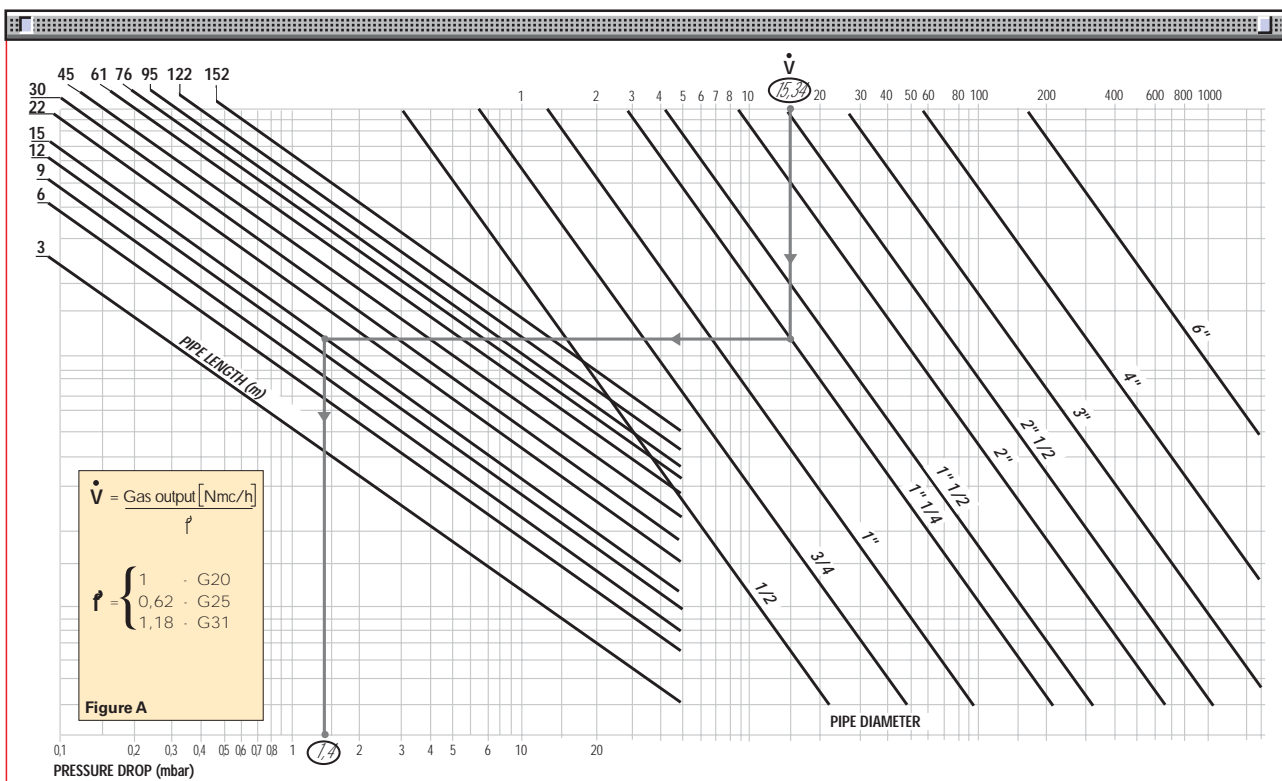 V
15,34
45 61 76 95 122 152
30
22
15
12
9
6
3
1 2 3 4 5 6 7 8 10 20 30 40 50 60 80 100 200 400 600 800 1000
PIPE LENGTH (m)
6"
4"
3"
2" 1/2
2"
1" 1/2
1" 1/4
1"
3/4
1/2
V = Gas output [Nmc/h]
f
f = { 1 - G20
0,62 - G25
1,18 - G31
Figure A
PIPE DIAMETER
0,1 0,2 0,3 0,4 0,5 0,6 0,7 0,8 1 1,4 2 3 4 5 6 10 20
PRESSURE DROP (mbar)